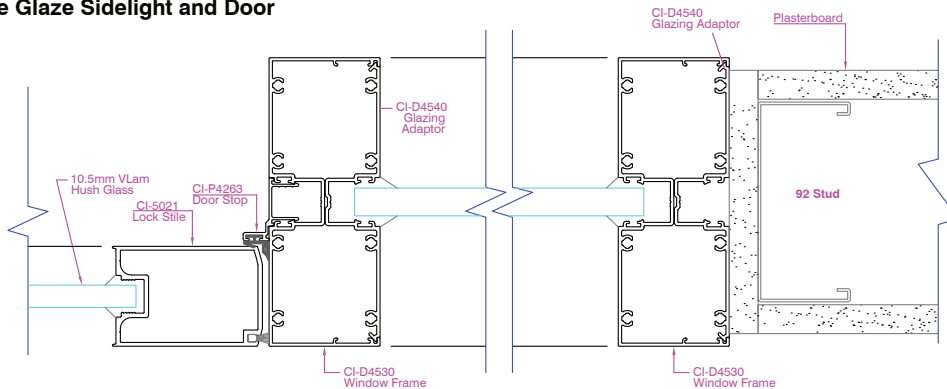 e Glaze Sidelight and Door
CI-D4540
Glazing Adaptor
Plasterboard
CI-D4540
Glazing
Adaptor
10.5mm VLam
Hush Glass
CI-P4263
Door Stop
CI-5021
Lock Stile
92 Stud
CI-D4530
Window Frame
CI-D4530
Window Frame